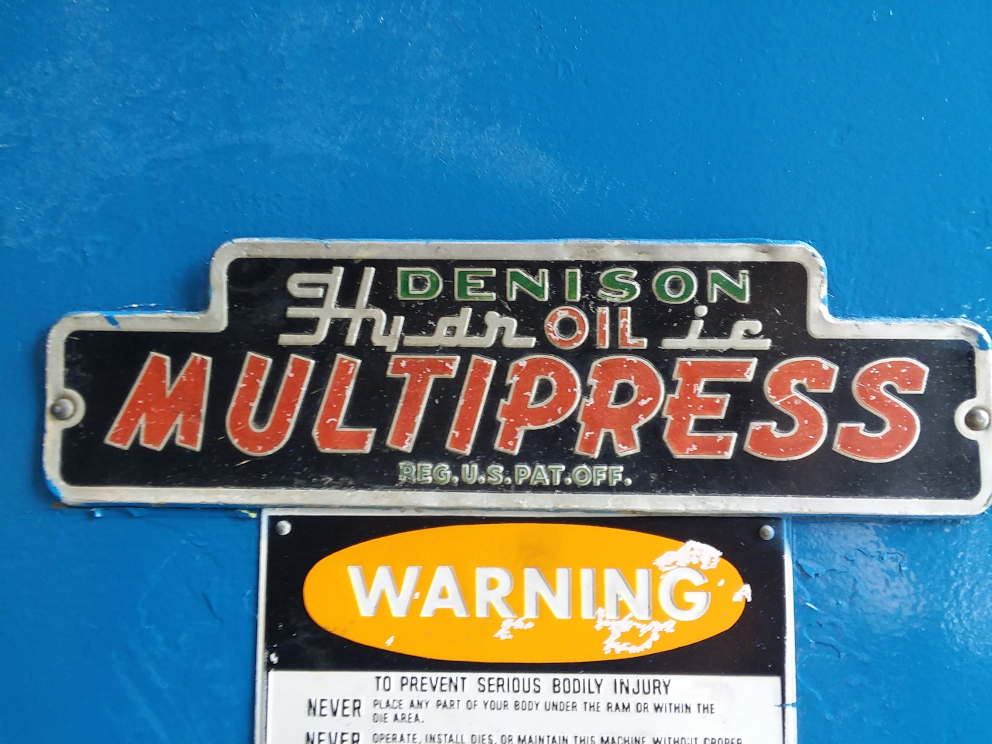 DENISON
HydrOILic
MULTIPRESS
REG. U.S. PAT. OFF.
WARNING
TO PREVENT SERIOUS BODILY INJURY
NEVER PLACE ANY PART OF YOUR BODY UNDER THE RAM OR WITHIN THE
DIE AREA.
NEVER OPERATE, INSTALL DIES, OR MAINTAIN THIS MACHINE WITHOUT PROPER